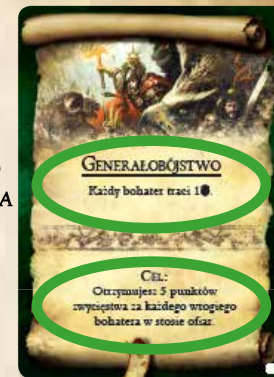 A
GENERAŁOBÓJSTWO
Każdy bohater traci 1
CEL:
Otrzymujesz 5 punktów
zwycięstwa za każdego wrogiego
bohatera w stosie ofiar.